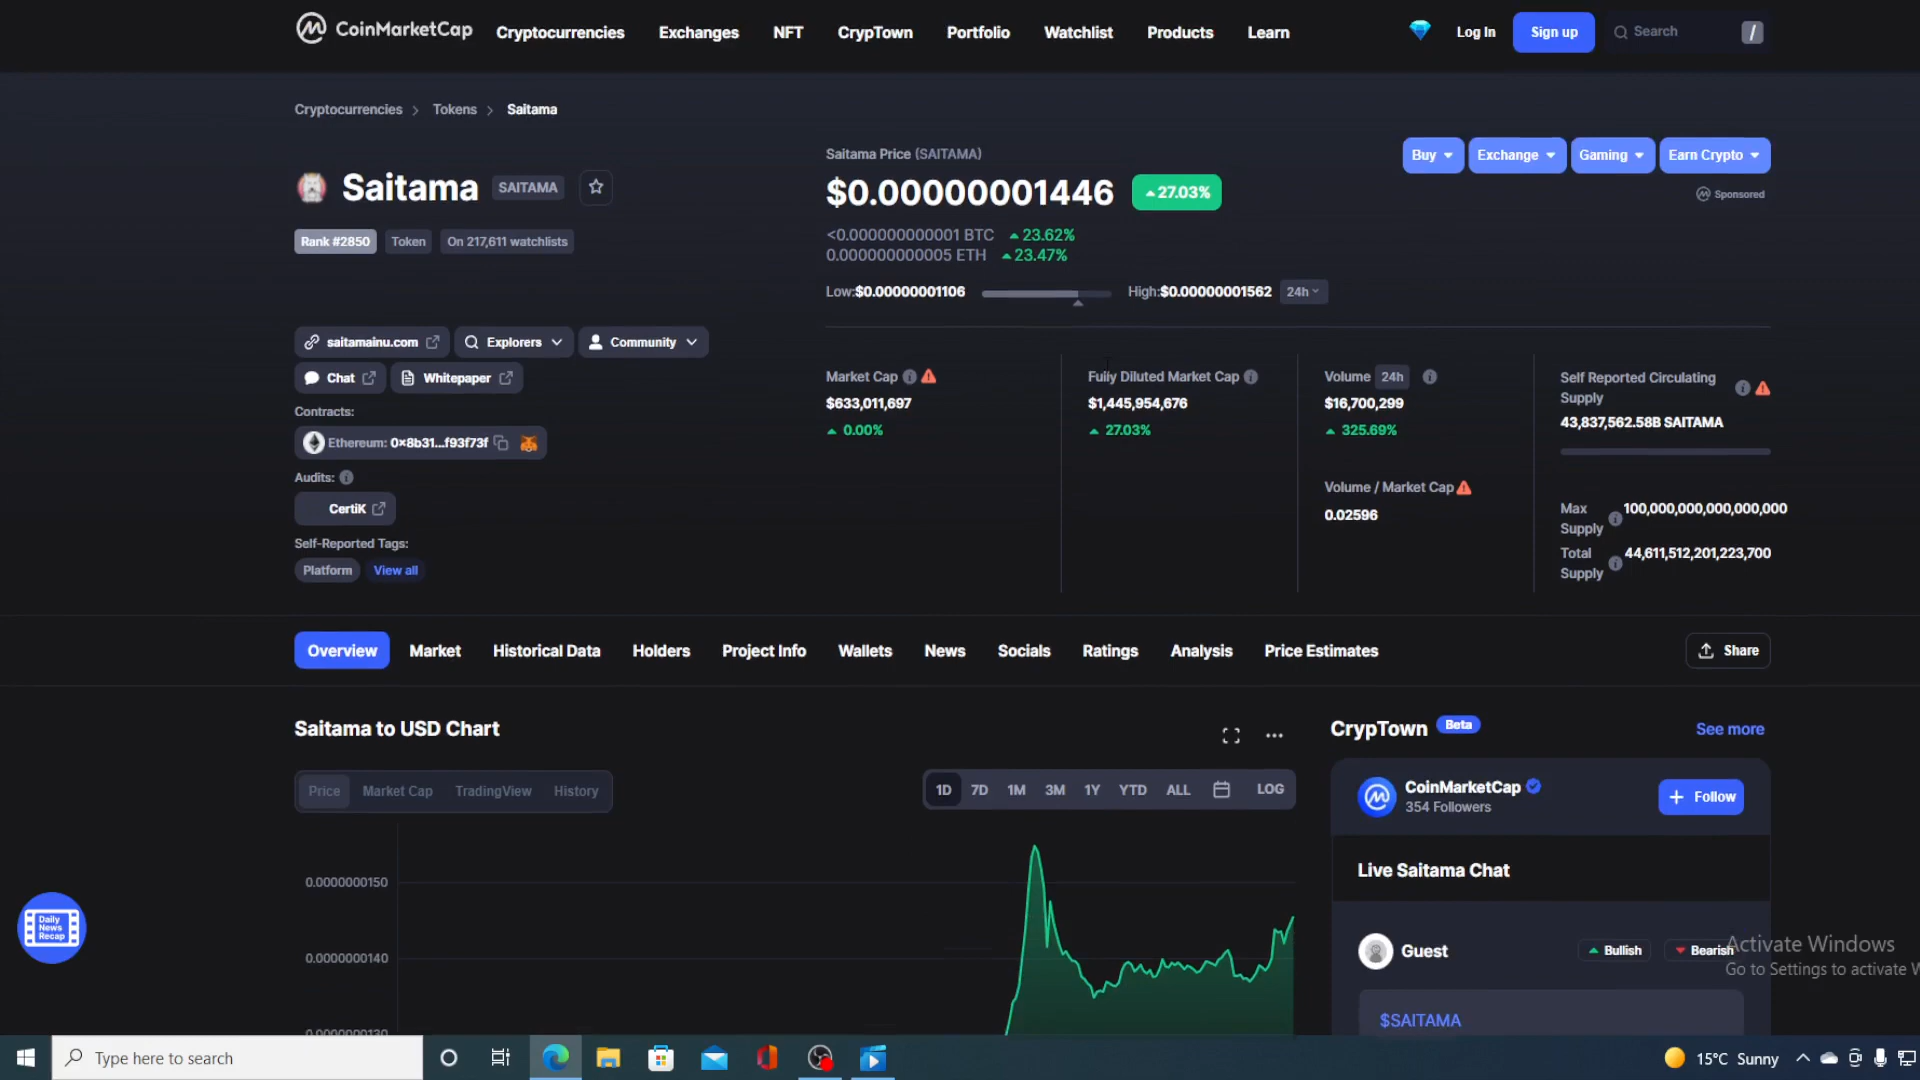 CoinMarketCap
Cryptocurrencies
Exchanges
NFT
CrypTown
Portfolio
Watchlist
Products
Learn
Log In
Sign up
Search
/
Cryptocurrencies > Tokens > Saitama
Saitama SAITAMA
Rank #2850
Token
On 217,611 watchlists
saitamainu.com
Explorers
Community
Chat
Whitepaper
Contracts:
Ethereum: 0x8b31...f93f73f
Audits:
CertiK
Self-Reported Tags:
Platform
View all
Saitama Price (SAITAMA)
$0.00000001446
27.03%
<0.000000000001 BTC 23.62%
0.000000000005 ETH 23.47%
Low:$0.00000001106
High:$0.00000001562
24h
Buy
Exchange
Gaming
Earn Crypto
Sponsored
Market Cap
$633,011,697
0.00%
Fully Diluted Market Cap
$1,445,954,676
27.03%
Volume 24h
$16,700,299
325.69%
Volume / Market Cap
0.02596
Self Reported Circulating
Supply
43,837,562.58B SAITAMA
Max
Supply
100,000,000,000,000,000
Total
Supply
44,611,512,201,223,700
Overview
Market
Historical Data
Holders
Project Info
Wallets
News
Socials
Ratings
Analysis
Price Estimates
Share
Saitama to USD Chart
Price
Market Cap
TradingView
History
1D
7D
1M
3M
1Y
YTD
ALL
LOG
0.0000000150
0.0000000140
0.0000000130
CrypTown Beta
See more
CoinMarketCap
354 Followers
+ Follow
Live Saitama Chat
Guest
Bullish
Bearish
$SAITAMA
Activate Windows
Go to Settings to activate W
Daily
News
Recap
Type here to search
15°C Sunny